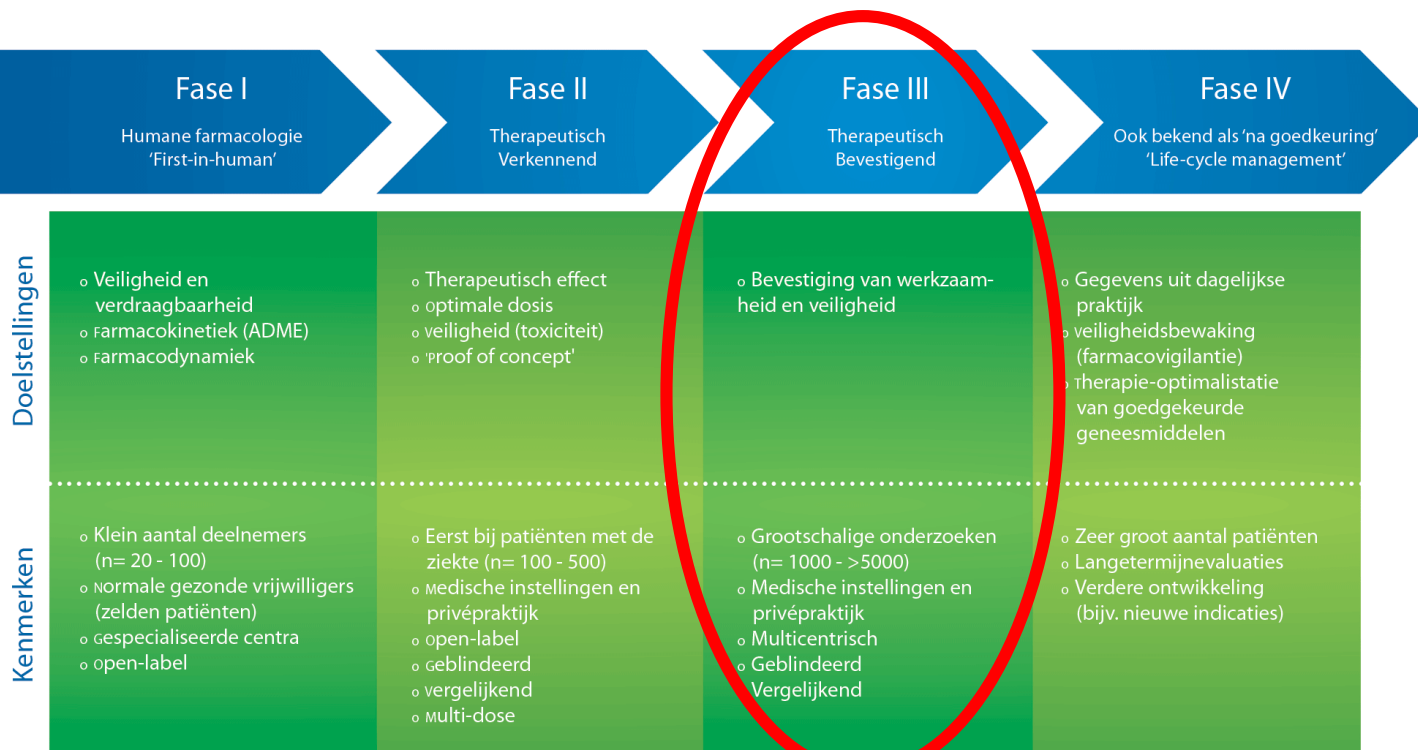 Fase I
Humane farmacologie
'First-in-human'
Fase II
Therapeutisch
Verkennend
Fase III
Therapeutisch
Bevestigend
Fase IV
Ook bekend als 'na goedkeuring'
'Life-cycle management'
Doelstellingen
o Veiligheid en
verdraagbaarheid
o Farmacokinetiek (ADME)
o Farmacodynamiek
o Therapeutisch effect
o Optimale dosis
o Veiligheid (toxiciteit)
o 'Proof of concept'
o Bevestiging van werkzaam-
heid en veiligheid
o Gegevens uit dagelijkse
praktijk
o Veiligheidsbewaking
(farmacovigilantie)
o Therapie-optimalistatie
van goedgekeurde
geneesmiddelen
Kenmerken
o Klein aantal deelnemers
(n= 20 - 100)
o Normale gezonde vrijwilligers
(zelden patiënten)
o Gespecialiseerde centra
o Open-label
o Eerst bij patiënten met de
ziekte (n= 100 - 500)
o Medische instellingen en
privépraktijk
o Open-label
o Geblindeerd
o Vergelijkend
o Multi-dose
o Grootschalige onderzoeken
(n= 1000 - >5000)
o Medische instellingen en
privépraktijk
o Multicentrisch
o Geblindeerd
Vergelijkend
o Zeer groot aantal patiënten
o Langetermijnevaluaties
o Verdere ontwikkeling
(bijv. nieuwe indicaties)